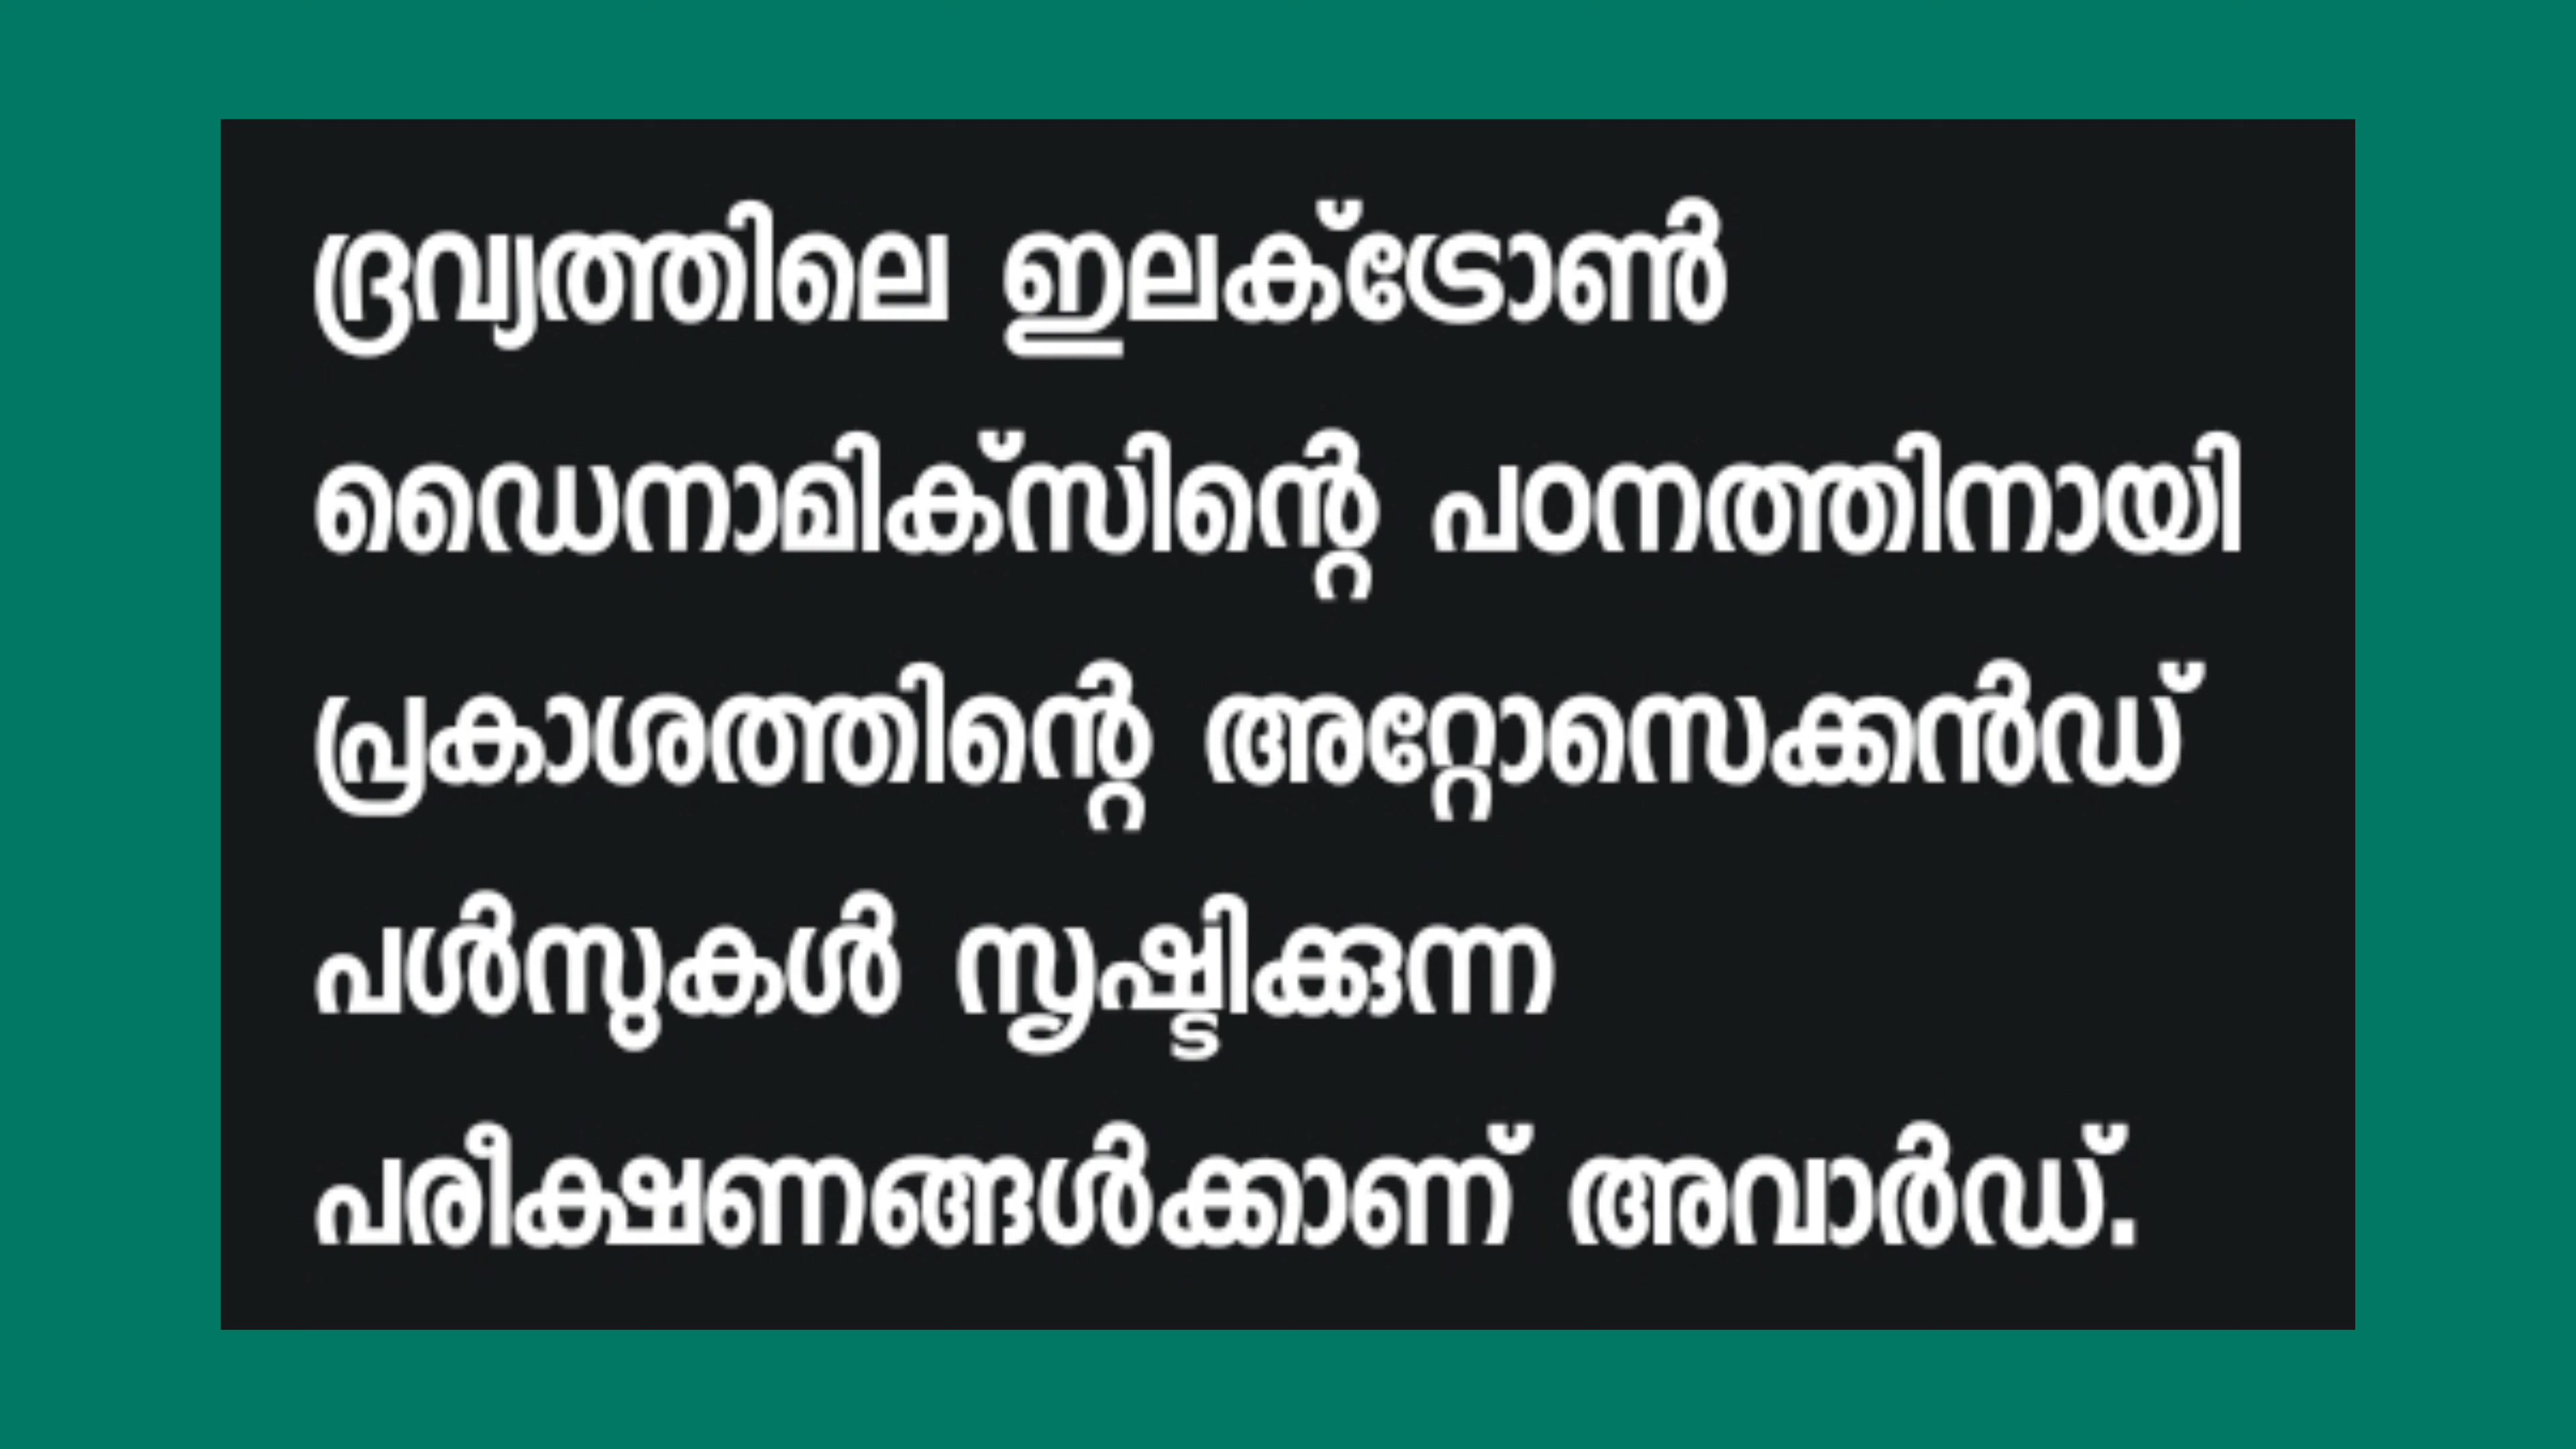 ദ്രവ്യത്തിലെ ഇലക്ട്രോൺ
ഡൈനാമിക്സിന്റെ പഠനത്തിനായി
പ്രകാശത്തിന്റെ അറ്റോസെക്കൻഡ്
പൾസുകൾ സൃഷ്ടിക്കുന്ന
പരീക്ഷണങ്ങൾക്കാണ് അവാർഡ്.